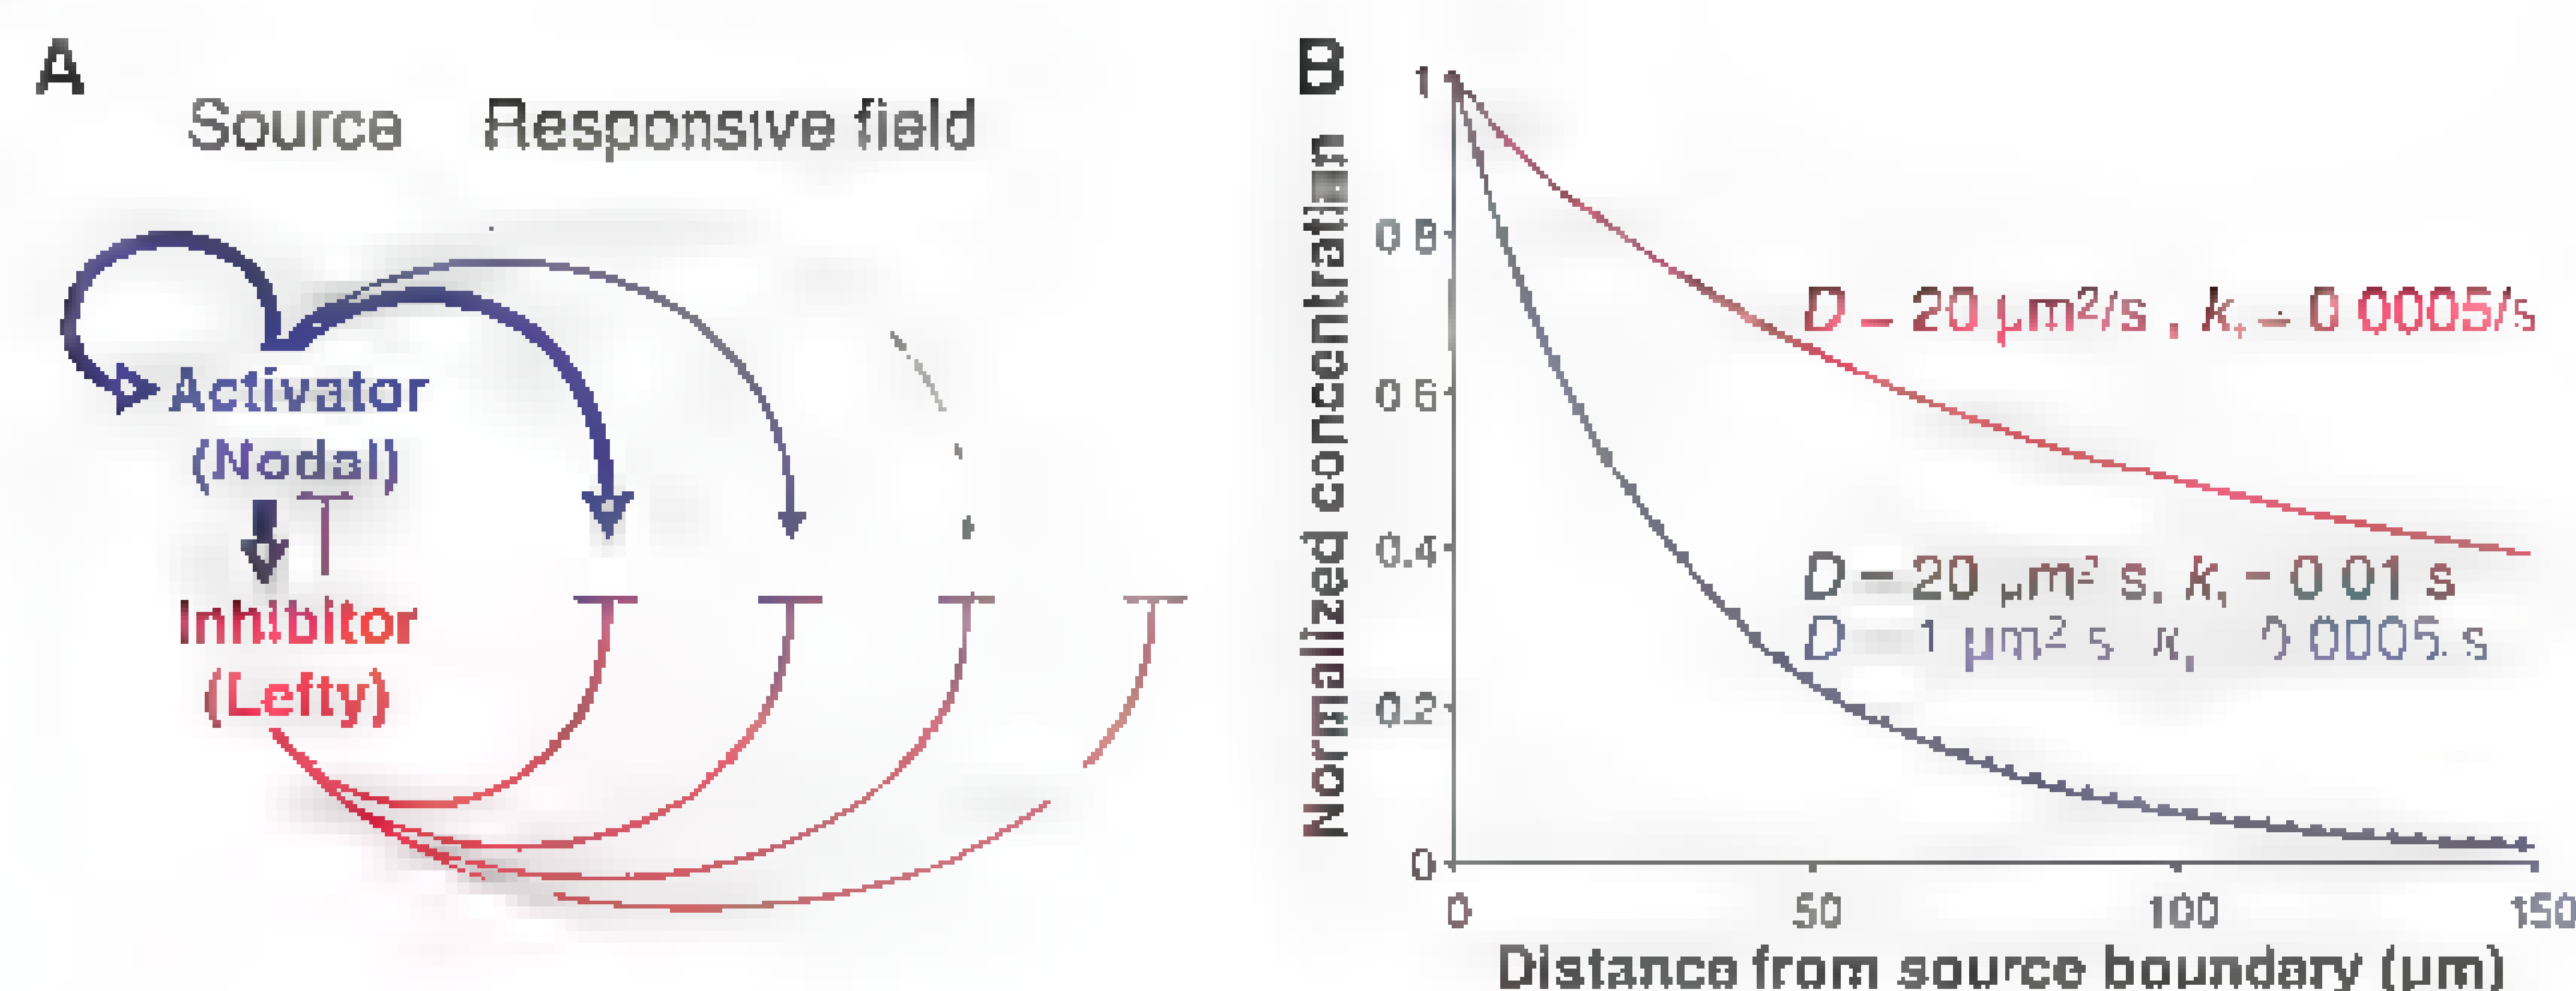 A
Source Responsive field
Activator
(Nodal)
Inhibitor
(Lefty)
B
Normalized concentration
1
0.8
0.6
0.4
0.2
0
D = 20 µm²/s, k₁ = 0.0005/s
D = 20 µm²/s, k₁ = 0.01/s
D = 1 µm²/s, k₁ = 0.0005/s
0 50 100 150
Distance from source boundary (µm)